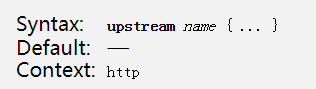 Syntax: upstream name { ... }
Default: —
Context: http